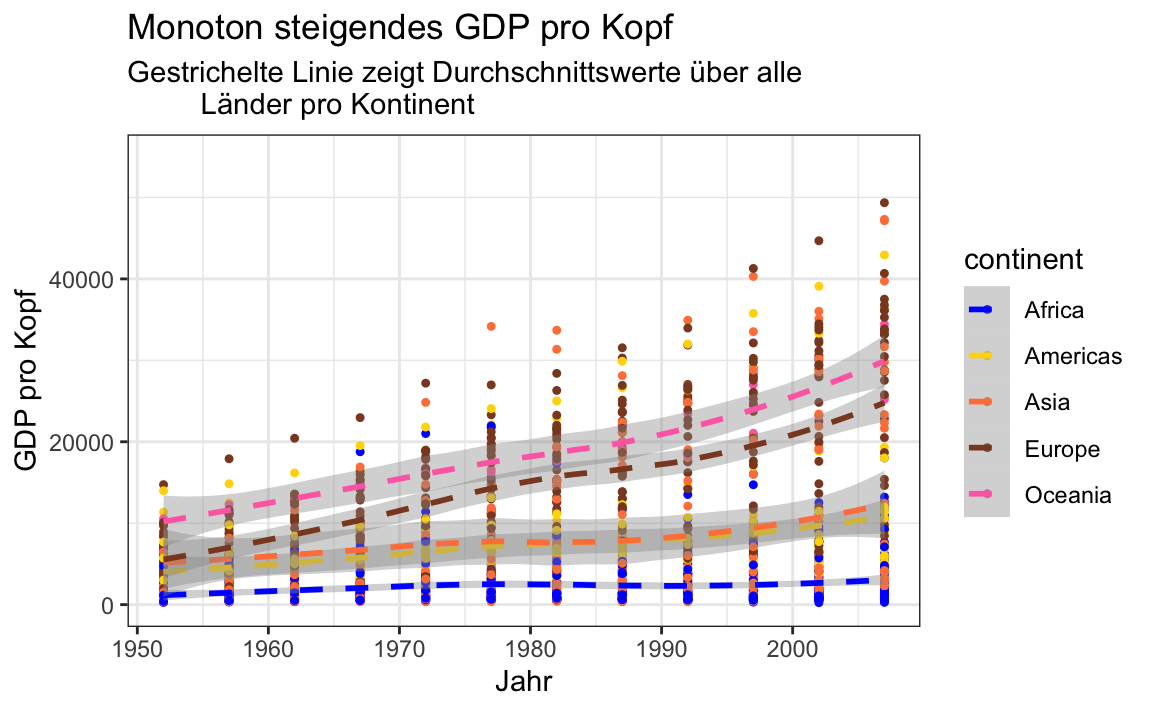 Monoton steigendes GDP pro Kopf
Gestrichelte Linie zeigt Durchschnittswerte über alle
Länder pro Kontinent
GDP pro Kopf
40000
20000
0
1950 1960 1970 1980 1990 2000
Jahr
continent
Africa
Americas
Asia
Europe
Oceania